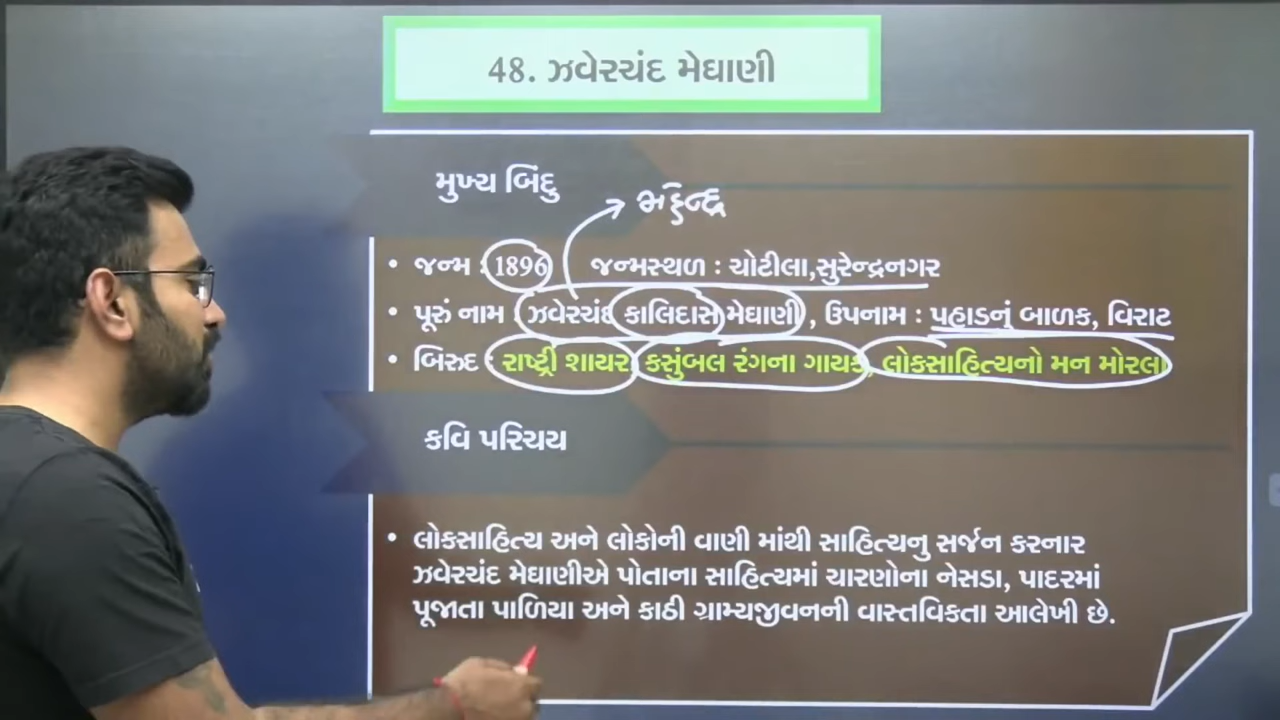 48. ઝવેરચંદ મેઘાણી
મુખ્ય બિંદુ
મહેન્દ્ર
• જન્મ : 1896 જન્મસ્થળ : ચોટીલા,સુરેન્દ્રનગર
• પૂરું નામ : ઝવેરચંદ કાલિદાસ મેઘાણી , ઉપનામ : પહાડનું બાળક, વિરાટ
• બિરુદ : રાષ્ટ્રી શાયર, કસુંબલ રંગના ગાયક, લોકસાહિત્યનો મન મોરલો
કવિ પરિચય
• લોકસાહિત્ય અને લોકોની વાણી માંથી સાહિત્યનુ સર્જન કરનાર
ઝવેરચંદ મેઘાણીએ પોતાના સાહિત્યમાં ચારણોના નેસડા, પાદરમાં
પૂજાતા પાળિયા અને કાઠી ગ્રામ્યજીવનની વાસ્તવિકતા આલેખી છે.